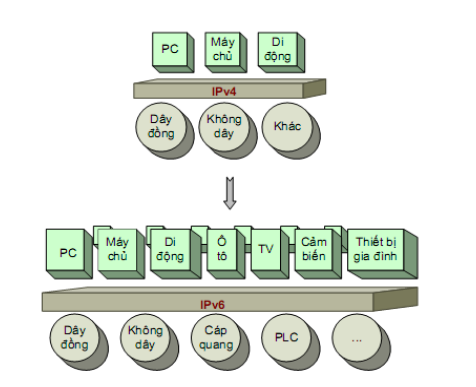 PC
Máy
chủ
Di
động
IPv4
Dây
đồng
Không
dây
Khác
PC
Máy
chủ
Di
động
Ô
tô
TV
Cảm
biến
Thiết bị
gia đình
IPv6
Dây
đồng
Không
dây
Cáp
quang
PLC
...